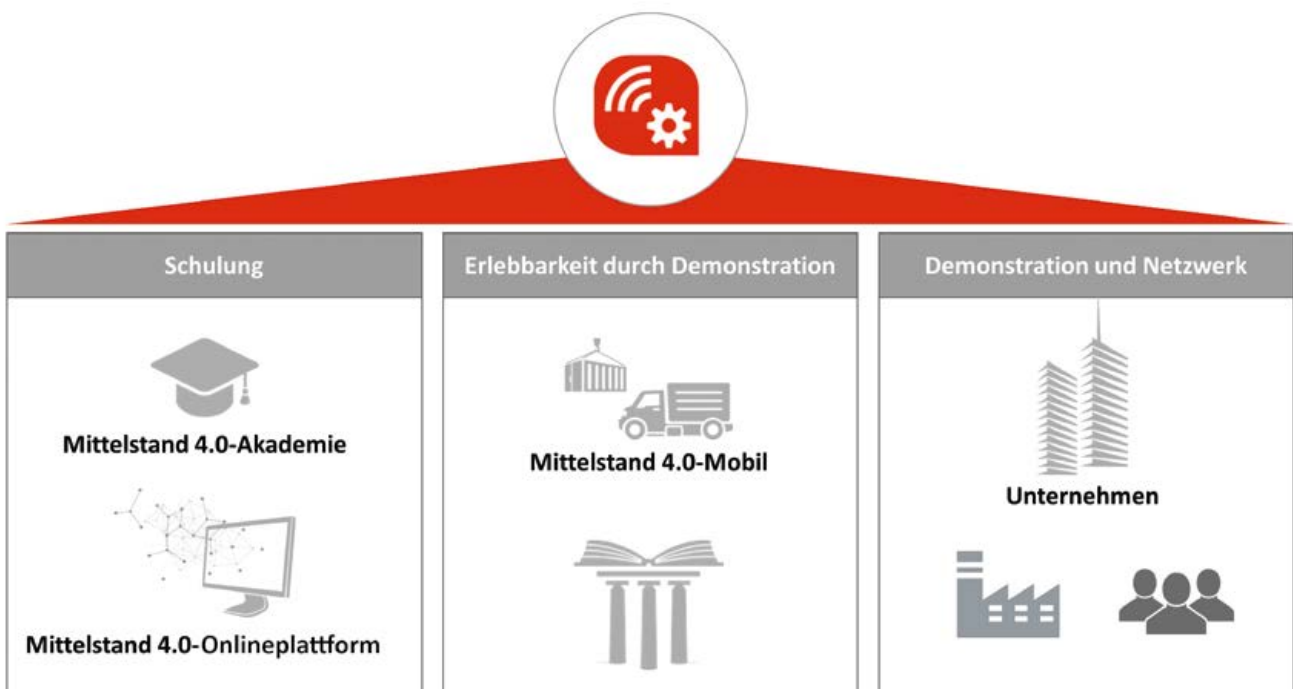 Schulung
Mittelstand 4.0-Akademie
Mittelstand 4.0-Onlineplattform
Erlebbarkeit durch Demonstration
Mittelstand 4.0-Mobil
Demonstration und Netzwerk
Unternehmen